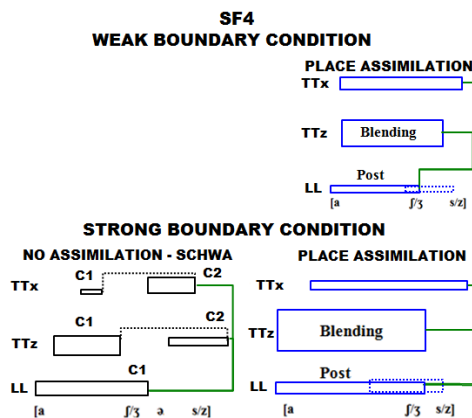 SF4
WEAK BOUNDARY CONDITION
PLACE ASSIMILATION
TTx
TTz
Blending
Post
LL
[a ʃ/ʒ s/z]
STRONG BOUNDARY CONDITION
NO ASSIMILATION - SCHWA
PLACE ASSIMILATION
C1 C2
TTx
TTx
C1 C2
TTz
TTz
Blending
C1
Post
LL
LL
[a ʃ/ʒ ə s/z]
[a ʃ/ʒ s/z]